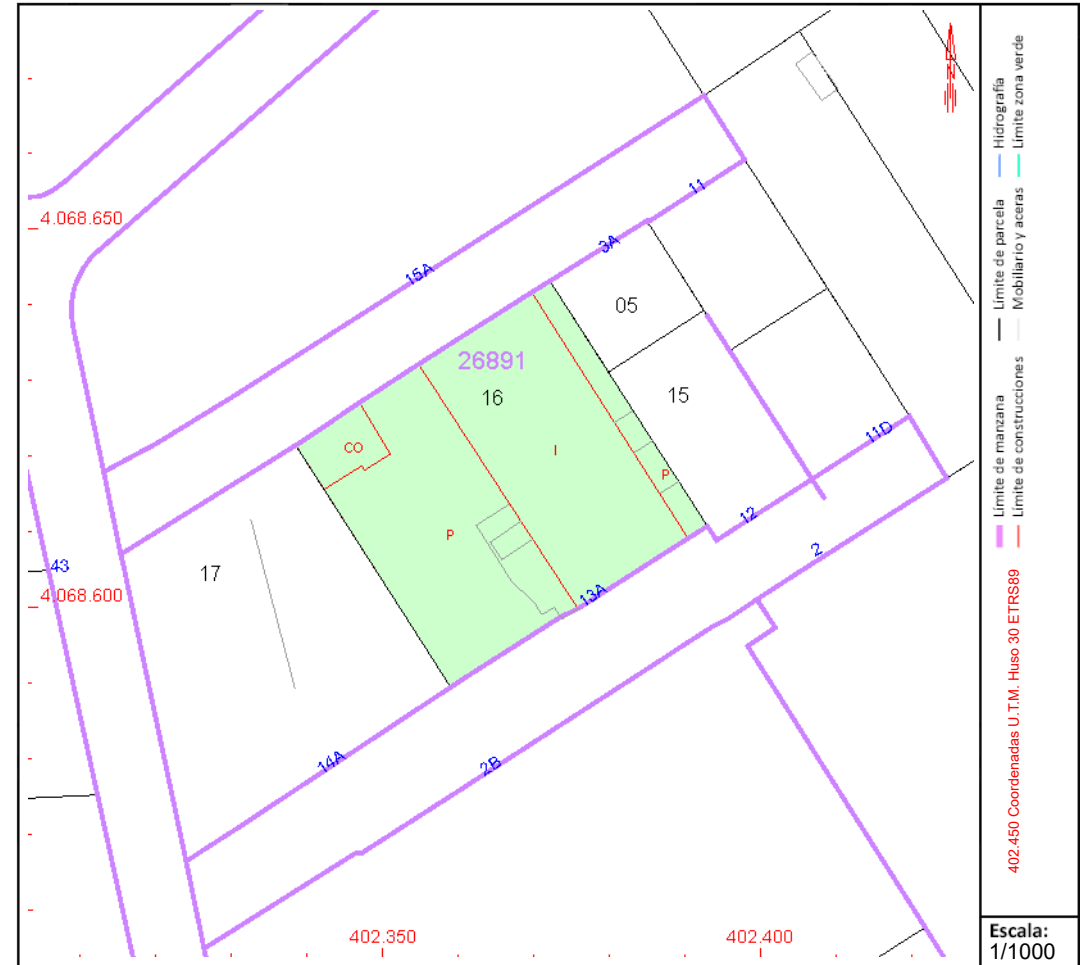 4.068.650
4.068.600
402.350
402.400
15A
3A
11
05
26891
16
15
CO
I
P
P
11D
12
2
13A
17
43
14A
2B
N
Límite de manzana
Límite de parcela
Hidrografía
Límite de construcciones
Mobiliario y aceras
Límite zona verde
402.450 Coordenadas U.T.M. Huso 30 ETRS89
Escala:
1/1000